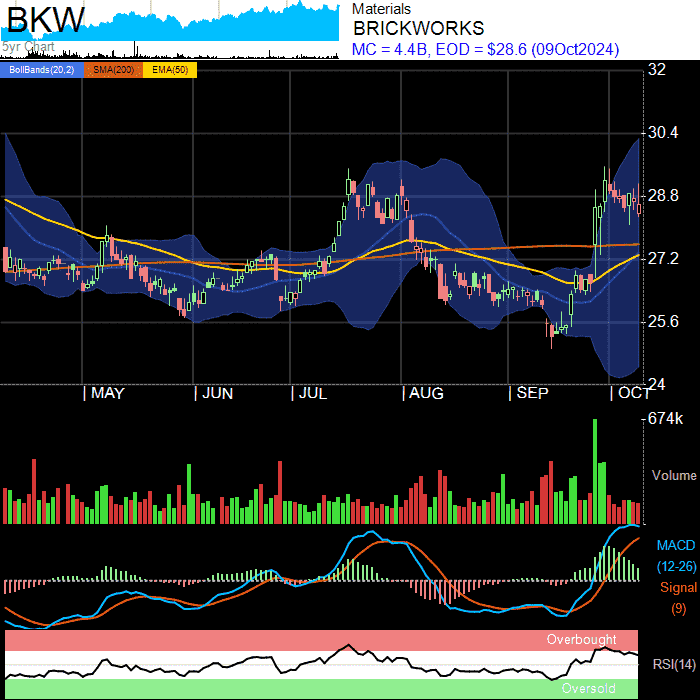 BKW
5yr Chart
Materials
BRICKWORKS
MC = 4.4B, EOD = $28.6 (09Oct2024)
BollBands(20,2) SMA(200) EMA(50)
32
30.4
28.8
27.2
25.6
24
MAY JUN JUL AUG SEP OCT
674k
Volume
MACD
(12-26)
Signal
(9)
Overbought
RSI(14)
Oversold